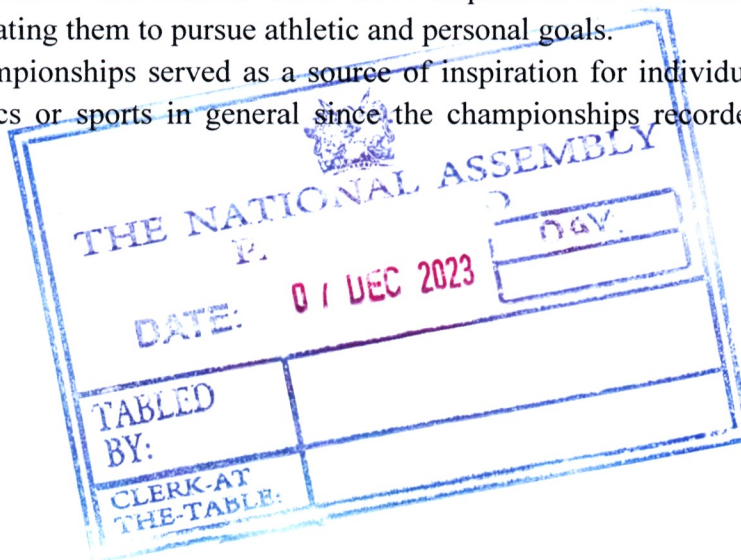 ating them to pursue athletic and personal goals.
mpionships served as a source of inspiration for individu
cs or sports in general since the championships recorde
THE NATIONAL ASSEMBLY
DATE: 07 DEC 2023
TABLED
BY:
CLERK-AT
THE-TABLE: